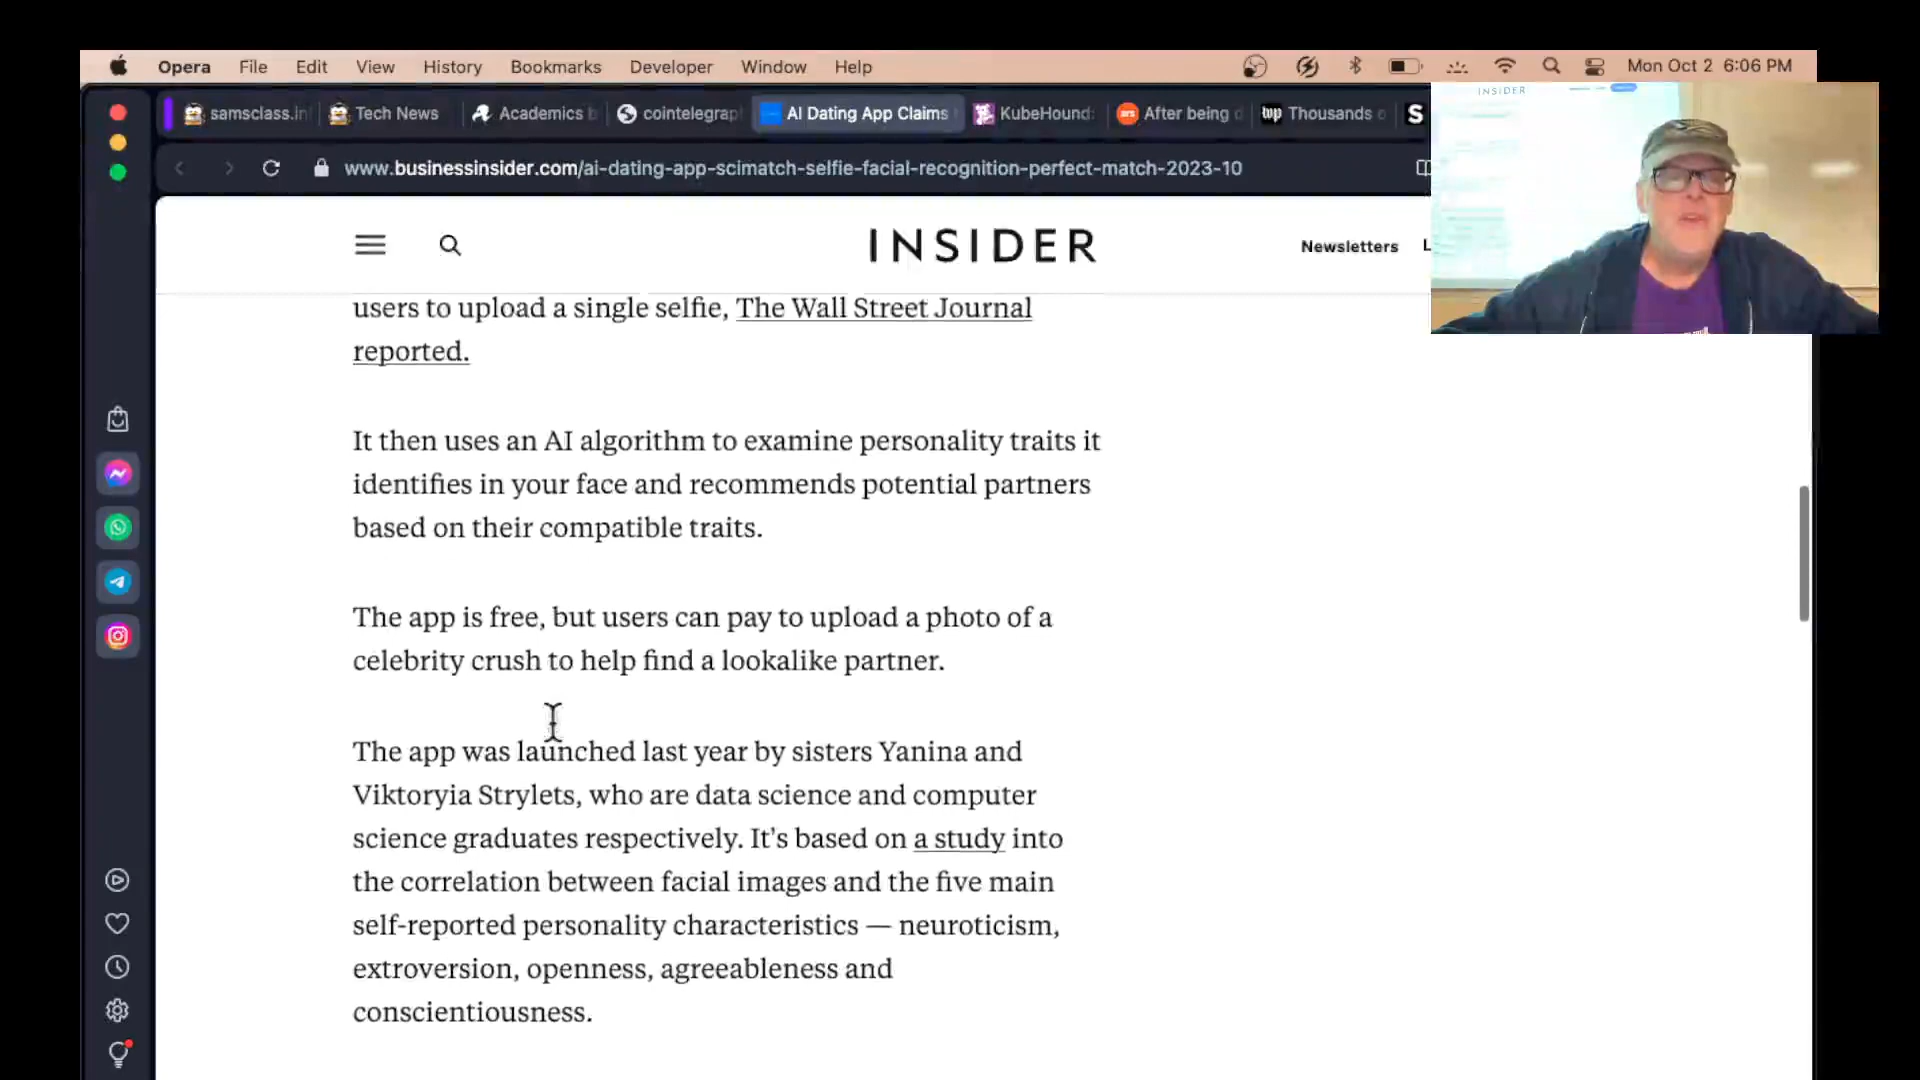 Opera File Edit View History Bookmarks Developer Window Help Mon Oct 2 6:06 PM
samsclass.in Tech News Academics b cointelegrap AI Dating App Claims KubeHound: After being d Thousands o
www.businessinsider.com/ai-dating-app-scimatch-selfie-facial-recognition-perfect-match-2023-10
INSIDER
INSIDER
Newsletters L
users to upload a single selfie, The Wall Street Journal
reported.
It then uses an AI algorithm to examine personality traits it
identifies in your face and recommends potential partners
based on their compatible traits.
The app is free, but users can pay to upload a photo of a
celebrity crush to help find a lookalike partner.
The app was launched last year by sisters Yanina and
Viktoryia Strylets, who are data science and computer
science graduates respectively. It's based on a study into
the correlation between facial images and the five main
self-reported personality characteristics — neuroticism,
extroversion, openness, agreeableness and
conscientiousness.